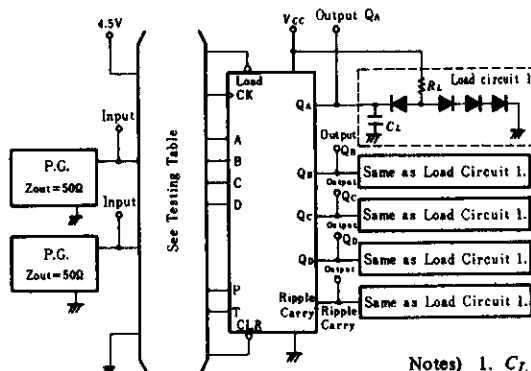 4.5V
Input
P.G.
Zout=50Ω
Input
P.G.
Zout=50Ω
See Testing Table
Load
CK
A
B
C
D
P
T
CLR
VCC
Output QA
QA
RL
CL
Load circuit 1
Output
QB
QB
Same as Load Circuit 1.
Output
QC
QC
Same as Load Circuit 1.
Output
QD
QD
Same as Load Circuit 1.
Output
Ripple
Carry
Ripple
Carry
Same as Load Circuit 1.
Notes) 1. CL